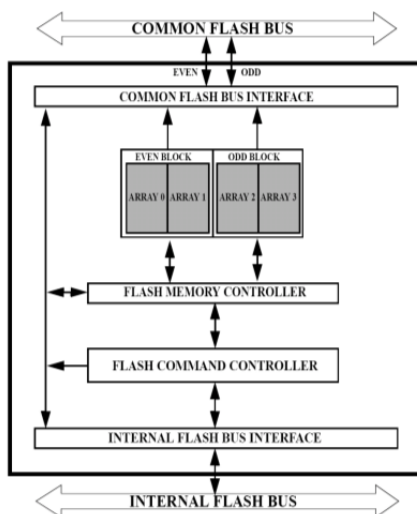 COMMON FLASH BUS
EVEN ODD
COMMON FLASH BUS INTERFACE
EVEN BLOCK ODD BLOCK
ARRAY 0 ARRAY 1 ARRAY 2 ARRAY 3
FLASH MEMORY CONTROLLER
FLASH COMMAND CONTROLLER
INTERNAL FLASH BUS INTERFACE
INTERNAL FLASH BUS